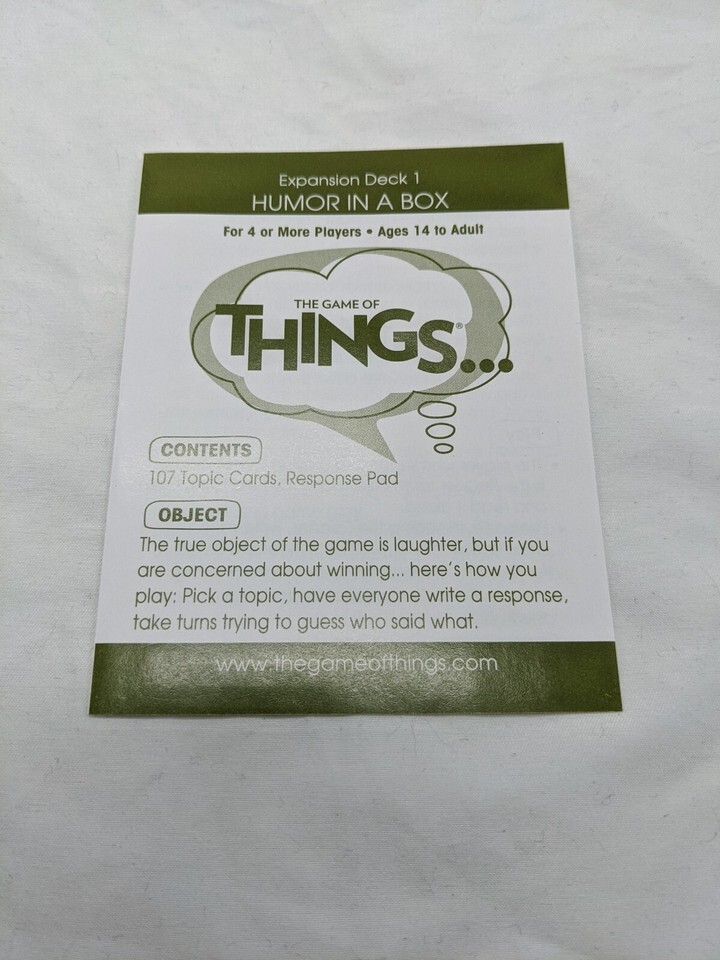 Expansion Deck 1
HUMOR IN A BOX
For 4 or More Players • Ages 14 to Adult
THE GAME OF
THINGS®...
CONTENTS
107 Topic Cards, Response Pad
OBJECT
The true object of the game is laughter, but if you
are concerned about winning... here's how you
play: Pick a topic, have everyone write a response,
take turns trying to guess who said what.
www.thegameofthings.com